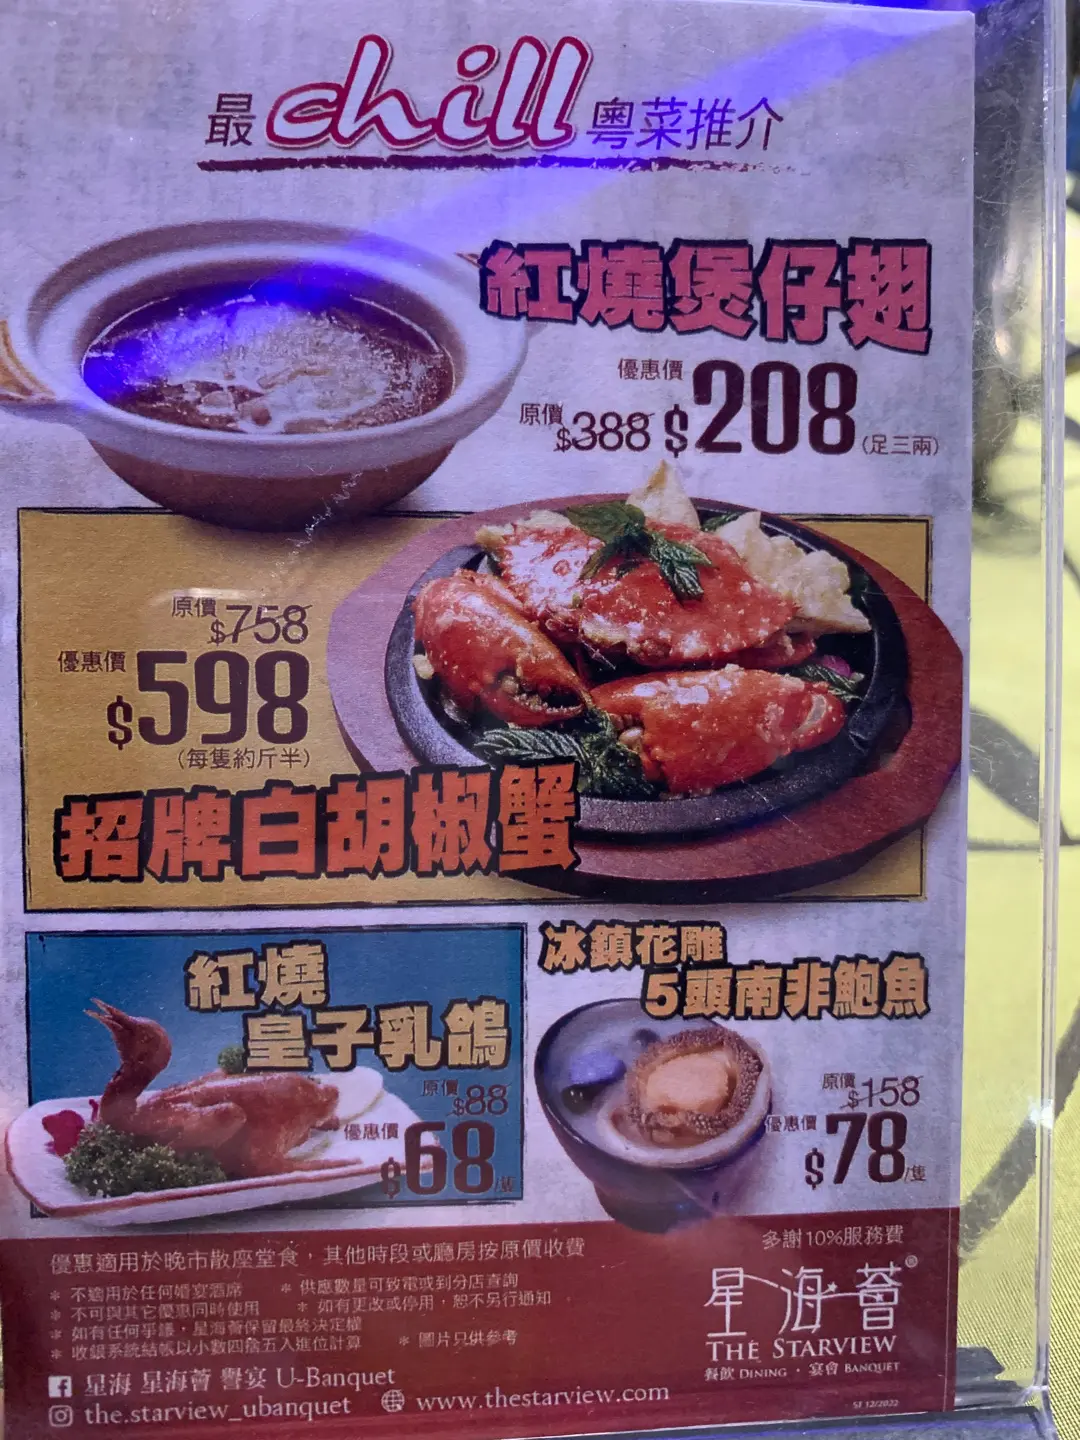 最chill粵菜推介
紅燒煲仔翅
優惠價
原價 $388 $208 (足三兩)
原價 $758
優惠價
$598
(每隻約斤半)
招牌白胡椒蟹
紅燒
皇子乳鴿
原價 $88
優惠價
$68/隻
冰鎮花雕
5頭南非鮑魚
原價 $158
優惠價
$78/隻
優惠適用於晚市散座堂食，其他時段或廳房按原價收費
* 不適用於任何婚宴酒席 * 供應數量可致電或到分店查詢
* 不可與其它優惠同時使用 * 如有更改或停用，恕不另行通知
* 如有任何爭議，星海薈保留最終決定權
* 收銀系統結帳以小數四捨五入進位計算 * 圖片只供參考
星海 星海薈 譽宴 U-Banquet
the.starview_ubanquet www.thestarview.com
多謝10%服務費
星海薈®
THE STARVIEW
餐飲 DINING · 宴會 BANQUET
SF 12/2022